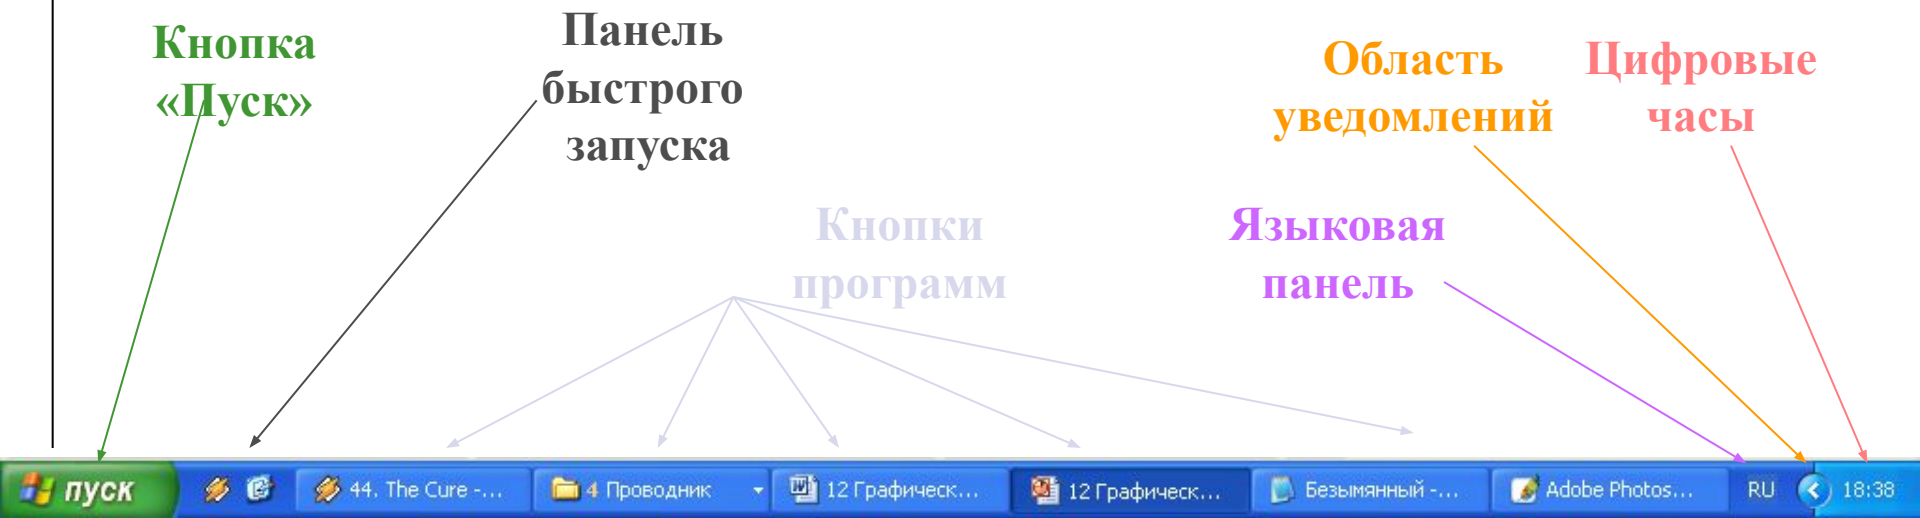 Кнопка
«Пуск»
Панель
быстрого
запуска
Область
уведомлений
Цифровые
часы
Кнопки
программ
Языковая
панель
пуск
44. The Cure -...
4 Проводник
12 Графическ...
12 Графическ...
Безымянный -...
Adobe Photos...
RU
18:38